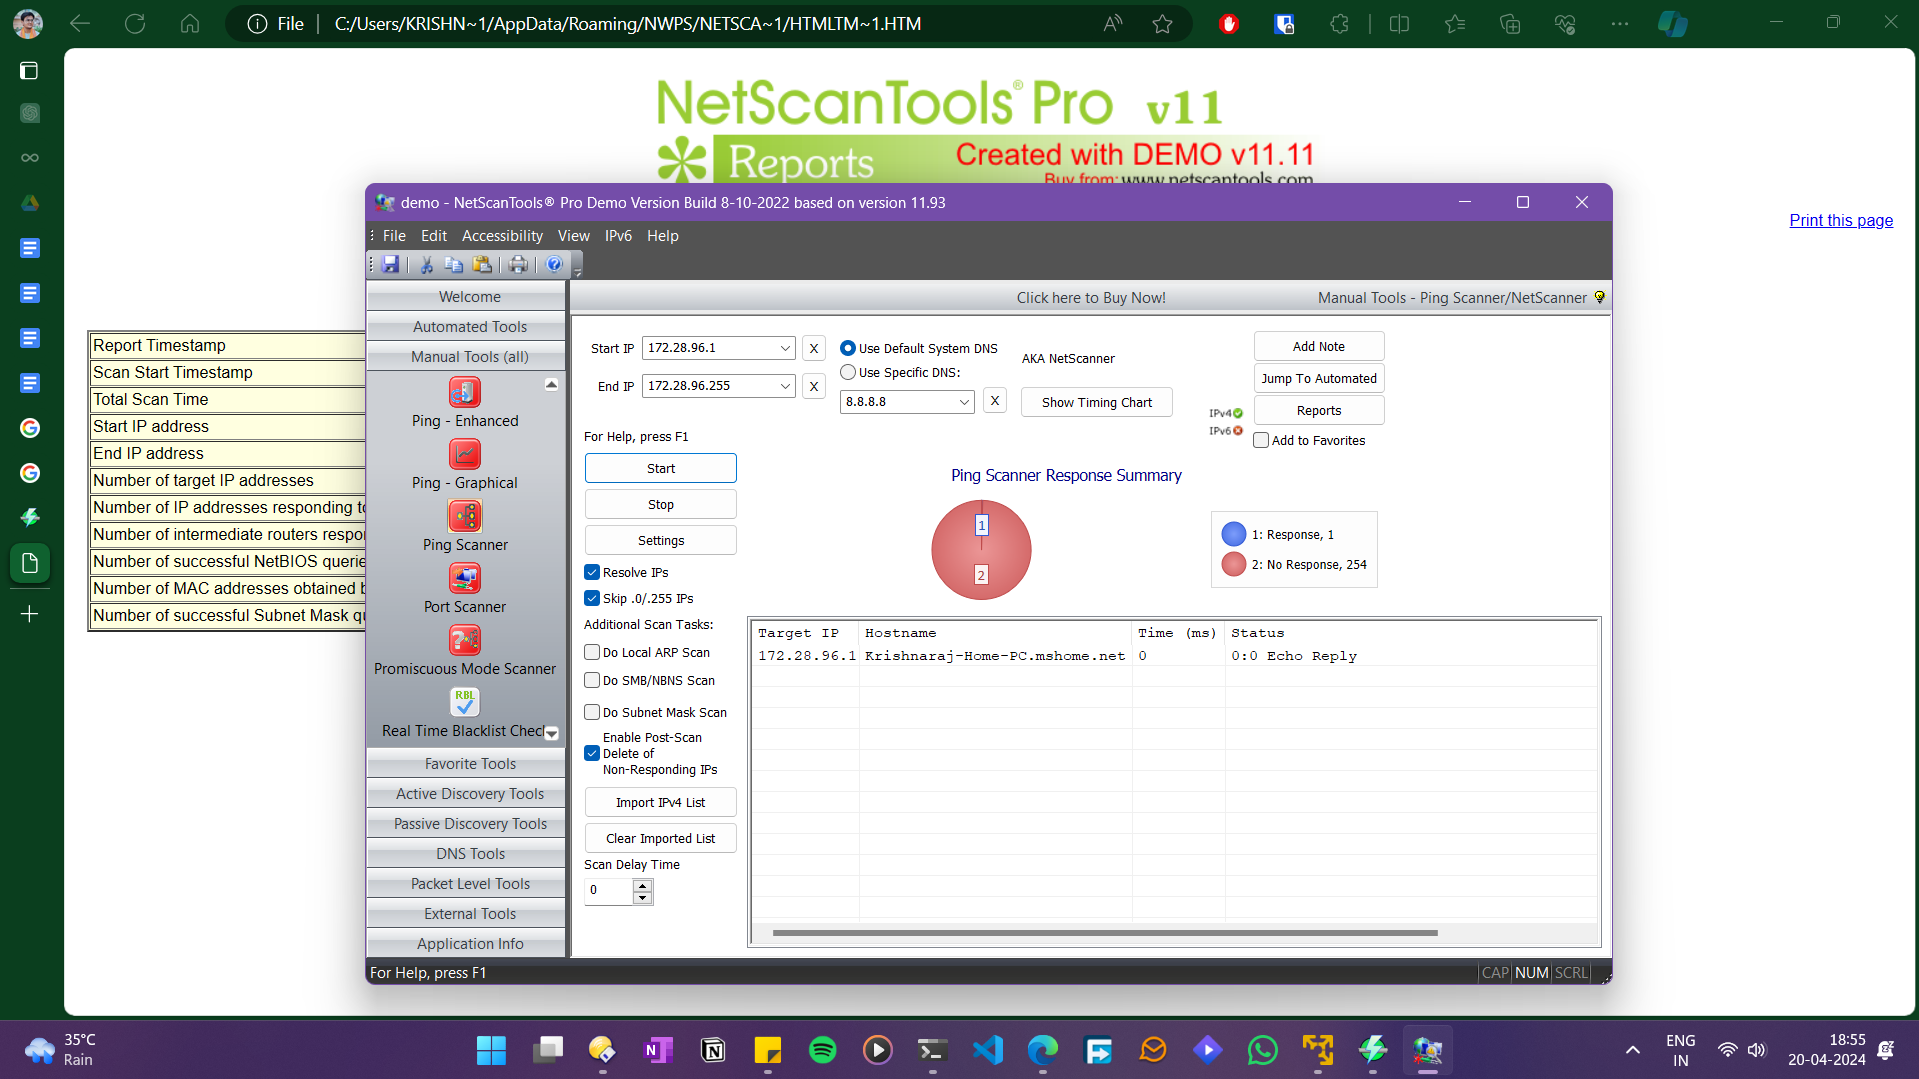 File
C:/Users/KRISHN~1/AppData/Roaming/NWPS/NETSCA~1/HTMLTM~1.HTM
NetScanTools® Pro v11
Reports
Created with DEMO v11.11
Buy from: www.netscantools.com
Print this page
Report Timestamp
Scan Start Timestamp
Total Scan Time
Start IP address
End IP address
Number of target IP addresses
Number of IP addresses responding to
Number of intermediate routers
Number of successful NetBIOS
Number of MAC addresses obtained
Number of successful Subnet Mask
demo - NetScanTools® Pro Demo Version Build 8-10-2022 based on version 11.93
File Edit Accessibility View IPv6 Help
Welcome
Automated Tools
Manual Tools (all)
Ping - Enhanced
Ping - Graphical
Ping Scanner
Port Scanner
Promiscuous Mode Scanner
RBL
Real Time Blacklist
Favorite Tools
Active Discovery Tools
Passive Discovery Tools
DNS Tools
Packet Level Tools
External Tools
Application Info
Click here to Buy Now!
Manual Tools - Ping Scanner/NetScanner
Start IP 172.28.96.1 X
End IP 172.28.96.255 X
Use Default System DNS
Use Specific DNS:
8.8.8.8 X
AKA NetScanner
Show Timing Chart
IPv4
IPv6
Add Note
Jump To Automated
Reports
Add to Favorites
For Help, press F1
Start
Stop
Settings
Resolve IPs
Skip .0/.255 IPs
Additional Scan Tasks:
Do Local ARP Scan
Do SMB/NBNS Scan
Do Subnet Mask Scan
Enable Post-Scan
Delete of
Non-Responding IPs
Import IPv4 List
Clear Imported List
Scan Delay Time
0
Ping Scanner Response Summary
1
2
1: Response, 1
2: No Response, 254
Target IP Hostname Time (ms) Status
172.28.96.1 Krishnaraj-Home-PC.mshome.net 0 0:0 Echo Reply
For Help, press F1
CAP NUM SCRL
35°C
Rain
ENG
IN
18:55
20-04-2024